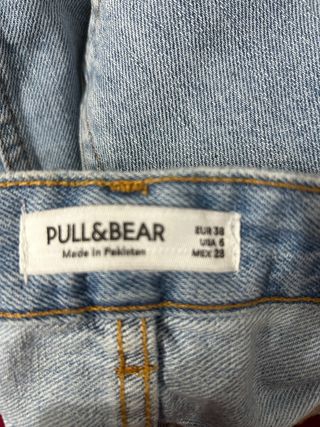 PULL&BEAR
Made in Pakistan
EUR 38
USA 6
MEX 28